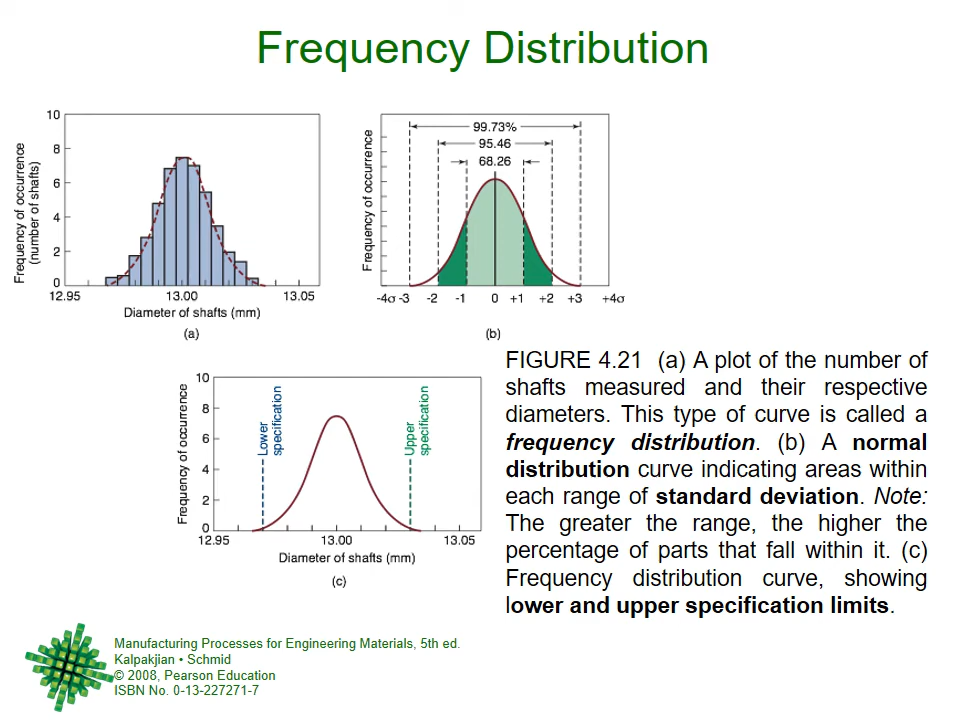 Frequency Distribution
Frequency of occurrence
(number of shafts)
10
8
6
4
2
0
12.95
13.00
13.05
Diameter of shafts (mm)
(a)
Frequency of occurrence
99.73%
95.46
68.26
-4σ -3 -2 -1 0 +1 +2 +3 +4σ
(b)
Frequency of occurrence
10
8
6
4
2
0
Lower
specification
Upper
specification
12.95
13.00
13.05
Diameter of shafts (mm)
(c)
FIGURE 4.21 (a) A plot of the number of
shafts measured and their respective
diameters. This type of curve is called a
frequency distribution. (b) A normal
distribution curve indicating areas within
each range of standard deviation. Note:
The greater the range, the higher the
percentage of parts that fall within it. (c)
Frequency distribution curve, showing
lower and upper specification limits.
Manufacturing Processes for Engineering Materials, 5th ed.
Kalpakjian • Schmid
© 2008, Pearson Education
ISBN No. 0-13-227271-7